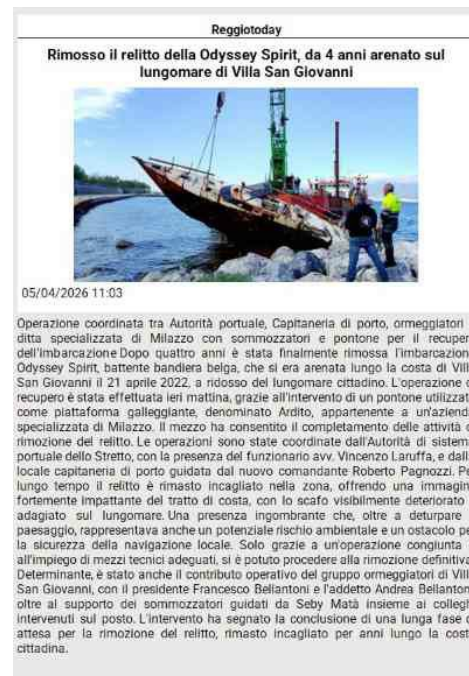 Reggiotoday
Rimosso il relitto della Odyssey Spirit, da 4 anni arenato sul
lungomare di Villa San Giovanni
05/04/2026 11:03
Operazione coordinata tra Autorità portuale, Capitaneria di porto, ormeggiatori
ditta specializzata di Milazzo con sommozzatori e pontone per il recuper
dell'imbarcazione Dopo quattro anni è stata finalmente rimossa l'imbarcazion
Odyssey Spirit, battente bandiera belga, che si era arenata lungo la costa di Vill
San Giovanni il 21 aprile 2022, a ridosso del lungomare cittadino. L'operazione d
recupero è stata effettuata ieri mattina, grazie all'intervento di un pontone utilizzat
come piattaforma galleggiante, denominato Ardito, appartenente a un'aziend
specializzata di Milazzo. Il mezzo ha consentito il completamento delle attività d
rimozione del relitto. Le operazioni sono state coordinate dall'Autorità di sistem
portuale dello Stretto, con la presenza del funzionario avv. Vincenzo Laruffa, e dall
locale capitaneria di porto guidata dal nuovo comandante Roberto Pagnozzi. Pe
lungo tempo il relitto è rimasto incagliato nella zona, offrendo una immagin
fortemente impattante del tratto di costa, con lo scafo visibilmente deteriorato
adagiato sul lungomare. Una presenza ingombrante che, oltre a deturpare
paesaggio, rappresentava anche un potenziale rischio ambientale e un ostacolo pe
la sicurezza della navigazione locale. Solo grazie a un'operazione congiunta
all'impiego di mezzi tecnici adeguati, si è potuto procedere alla rimozione definitiva
Determinante, è stato anche il contributo operativo del gruppo ormeggiatori di Vill
San Giovanni, con il presidente Francesco Bellantoni e l'addetto Andrea Bellanton
oltre al supporto dei sommozzatori guidati da Seby Matà insieme ai collegh
intervenuti sul posto. L'intervento ha segnato la conclusione di una lunga fase d
attesa per la rimozione del relitto, rimasto incagliato per anni lungo la cost
cittadina.